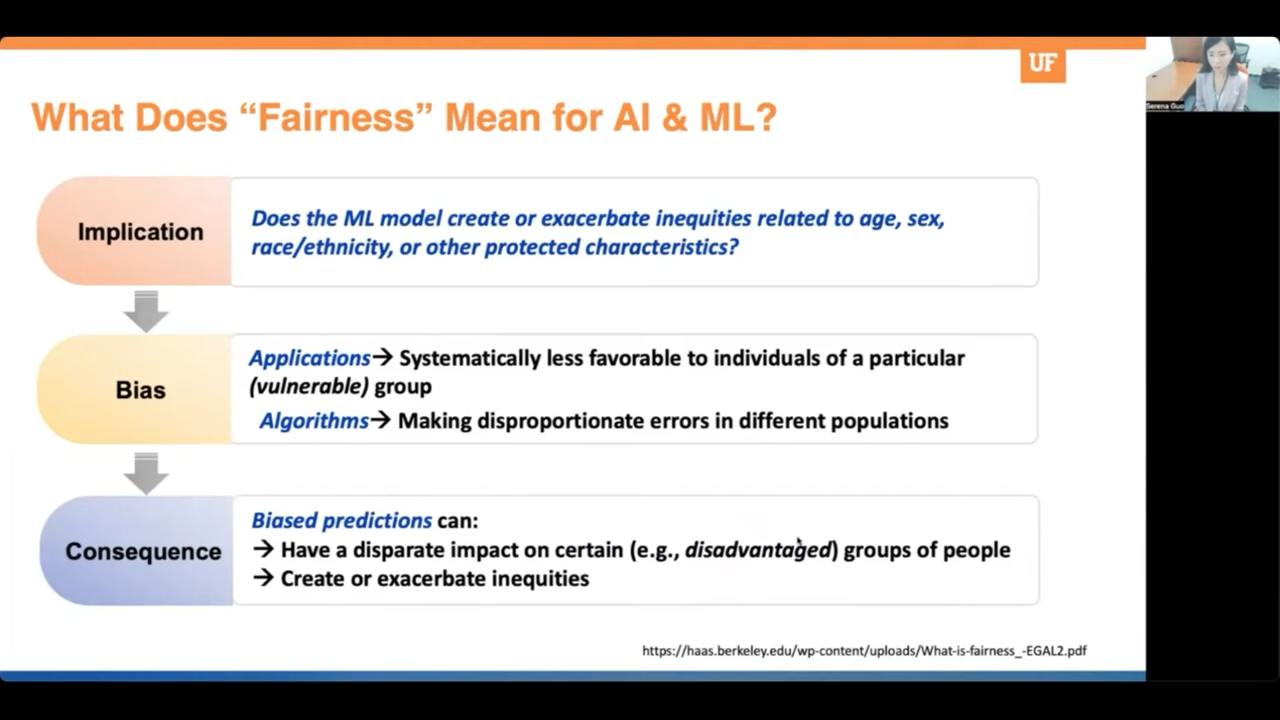 UF
Serena Guo
What Does “Fairness” Mean for AI & ML?
Implication
Does the ML model create or exacerbate inequities related to age, sex,
race/ethnicity, or other protected characteristics?
Bias
Applications→ Systematically less favorable to individuals of a particular
(vulnerable) group
Algorithms→ Making disproportionate errors in different populations
Consequence
Biased predictions can:
→ Have a disparate impact on certain (e.g., disadvantaged) groups of people
→ Create or exacerbate inequities
https://haas.berkeley.edu/wp-content/uploads/What-is-fairness_-EGAL2.pdf